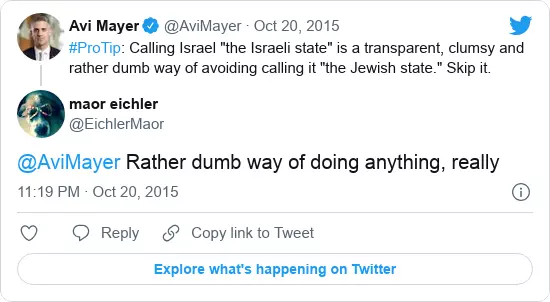 Avi Mayer @AviMayer · Oct 20, 2015
#ProTip: Calling Israel "the Israeli state" is a transparent, clumsy and
rather dumb way of avoiding calling it "the Jewish state." Skip it.
maor eichler
@EichlerMaor
@AviMayer Rather dumb way of doing anything, really
11:19 PM · Oct 20, 2015
Reply Copy link to Tweet
Explore what's happening on Twitter